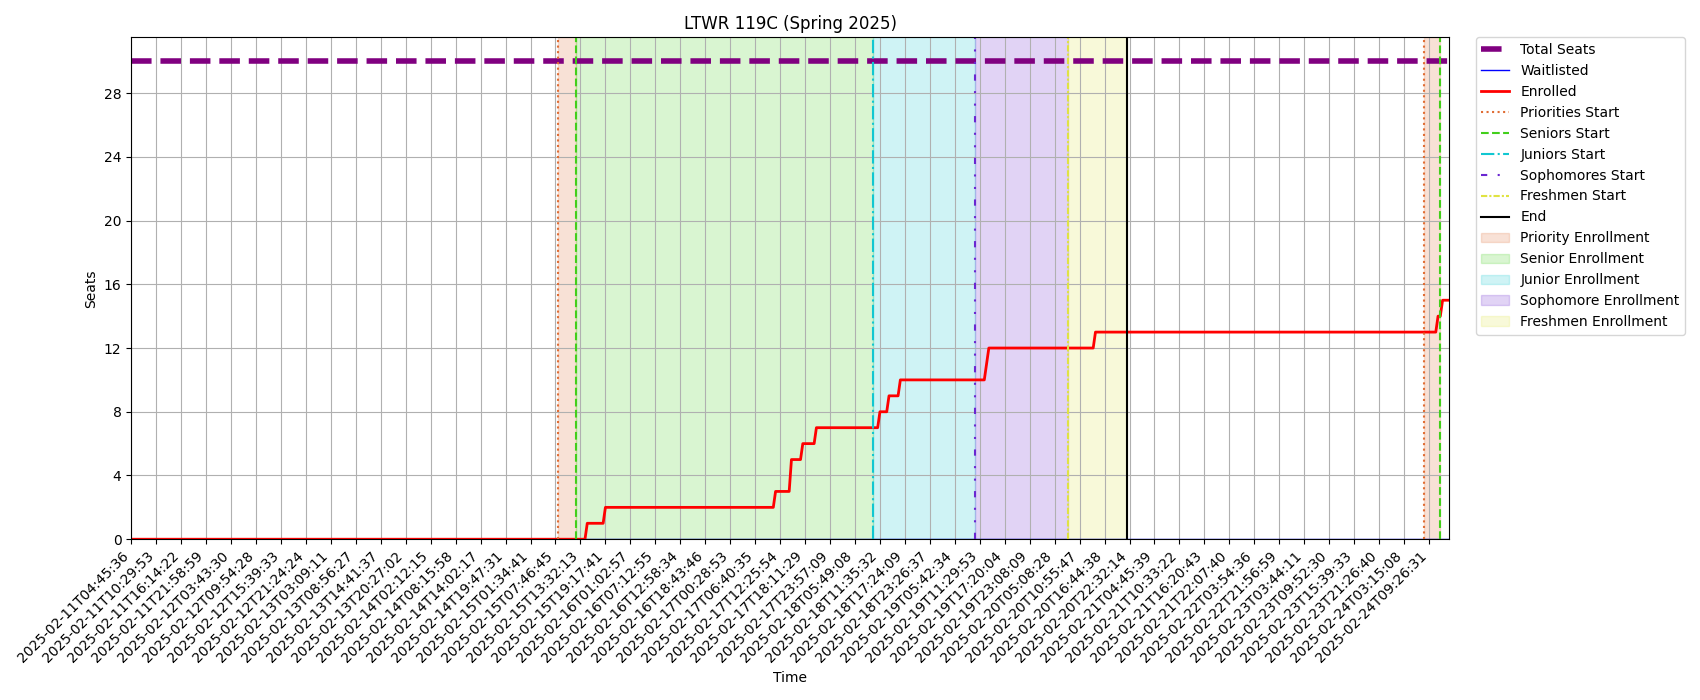 LTWR 119C (Spring 2025)
Seats
28
24
20
16
12
8
4
0
2025-02-11T04:45:36
2025-02-11T10:29:53
2025-02-11T16:14:22
2025-02-11T21:58:59
2025-02-12T03:43:30
2025-02-12T09:54:28
2025-02-12T15:39:33
2025-02-12T21:24:24
2025-02-13T03:09:11
2025-02-13T08:56:27
2025-02-13T14:41:37
2025-02-13T20:27:02
2025-02-14T02:12:15
2025-02-14T08:15:58
2025-02-14T14:02:17
2025-02-14T19:47:31
2025-02-15T01:34:41
2025-02-15T07:46:45
2025-02-15T13:32:13
2025-02-15T19:17:41
2025-02-16T01:02:57
2025-02-16T07:12:55
2025-02-16T12:58:34
2025-02-16T18:43:46
2025-02-17T00:28:53
2025-02-17T06:40:35
2025-02-17T12:25:54
2025-02-17T18:11:29
2025-02-17T23:57:09
2025-02-18T05:49:08
2025-02-18T11:35:32
2025-02-18T17:24:09
2025-02-18T23:26:37
2025-02-19T05:42:34
2025-02-19T11:29:53
2025-02-19T17:20:04
2025-02-19T23:08:09
2025-02-20T05:08:28
2025-02-20T10:55:47
2025-02-20T16:44:38
2025-02-20T22:32:14
2025-02-21T04:45:39
2025-02-21T10:33:22
2025-02-21T16:20:43
2025-02-21T22:07:40
2025-02-22T03:54:36
2025-02-22T21:56:59
2025-02-23T03:44:11
2025-02-23T09:52:30
2025-02-23T15:39:33
2025-02-23T21:26:40
2025-02-24T03:15:08
2025-02-24T09:26:31
Time
Total Seats
Waitlisted
Enrolled
Priorities Start
Seniors Start
Juniors Start
Sophomores Start
Freshmen Start
End
Priority Enrollment
Senior Enrollment
Junior Enrollment
Sophomore Enrollment
Freshmen Enrollment